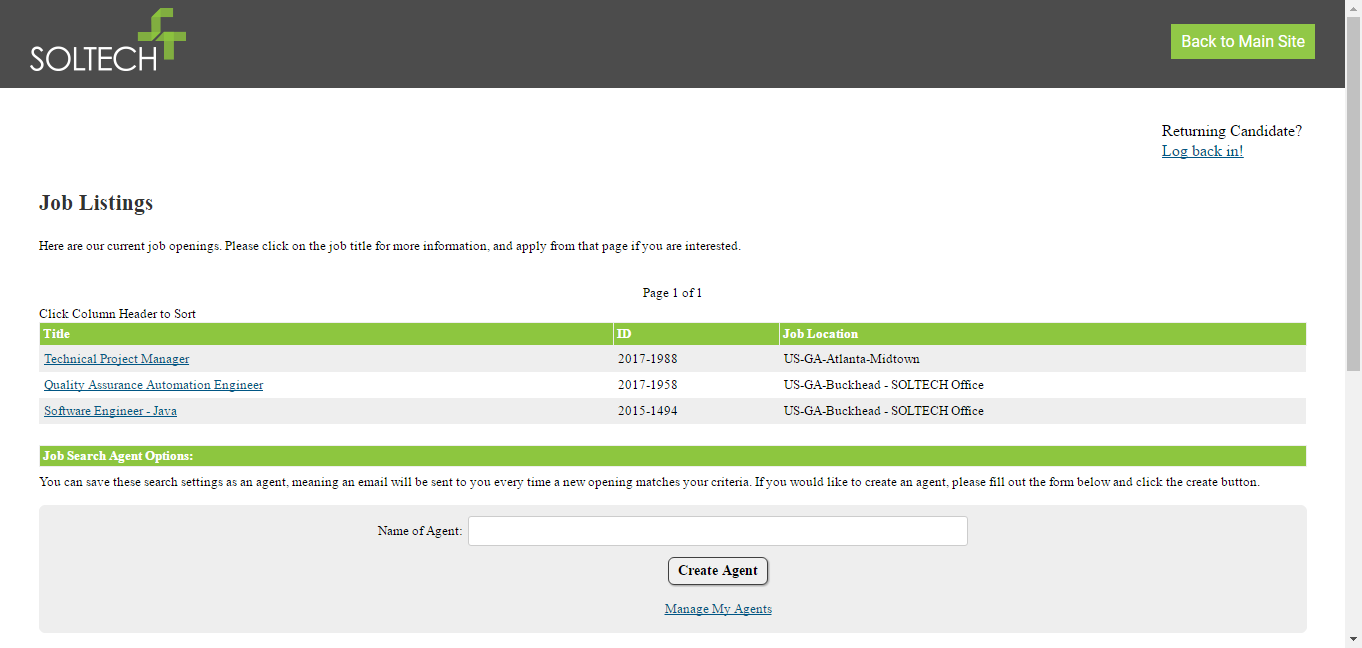 SOLTECH
Back to Main Site
Returning Candidate?
Log back in!
Job Listings
Here are our current job openings. Please click on the job title for more information, and apply from that page if you are interested.
Page 1 of 1
Click Column Header to Sort
Title ID Job Location
Technical Project Manager 2017-1988 US-GA-Atlanta-Midtown
Quality Assurance Automation Engineer 2017-1958 US-GA-Buckhead - SOLTECH Office
Software Engineer - Java 2015-1494 US-GA-Buckhead - SOLTECH Office
Job Search Agent Options:
You can save these search settings as an agent, meaning an email will be sent to you every time a new opening matches your criteria. If you would like to create an agent, please fill out the form below and click the create button.
Name of Agent:
Create Agent
Manage My Agents